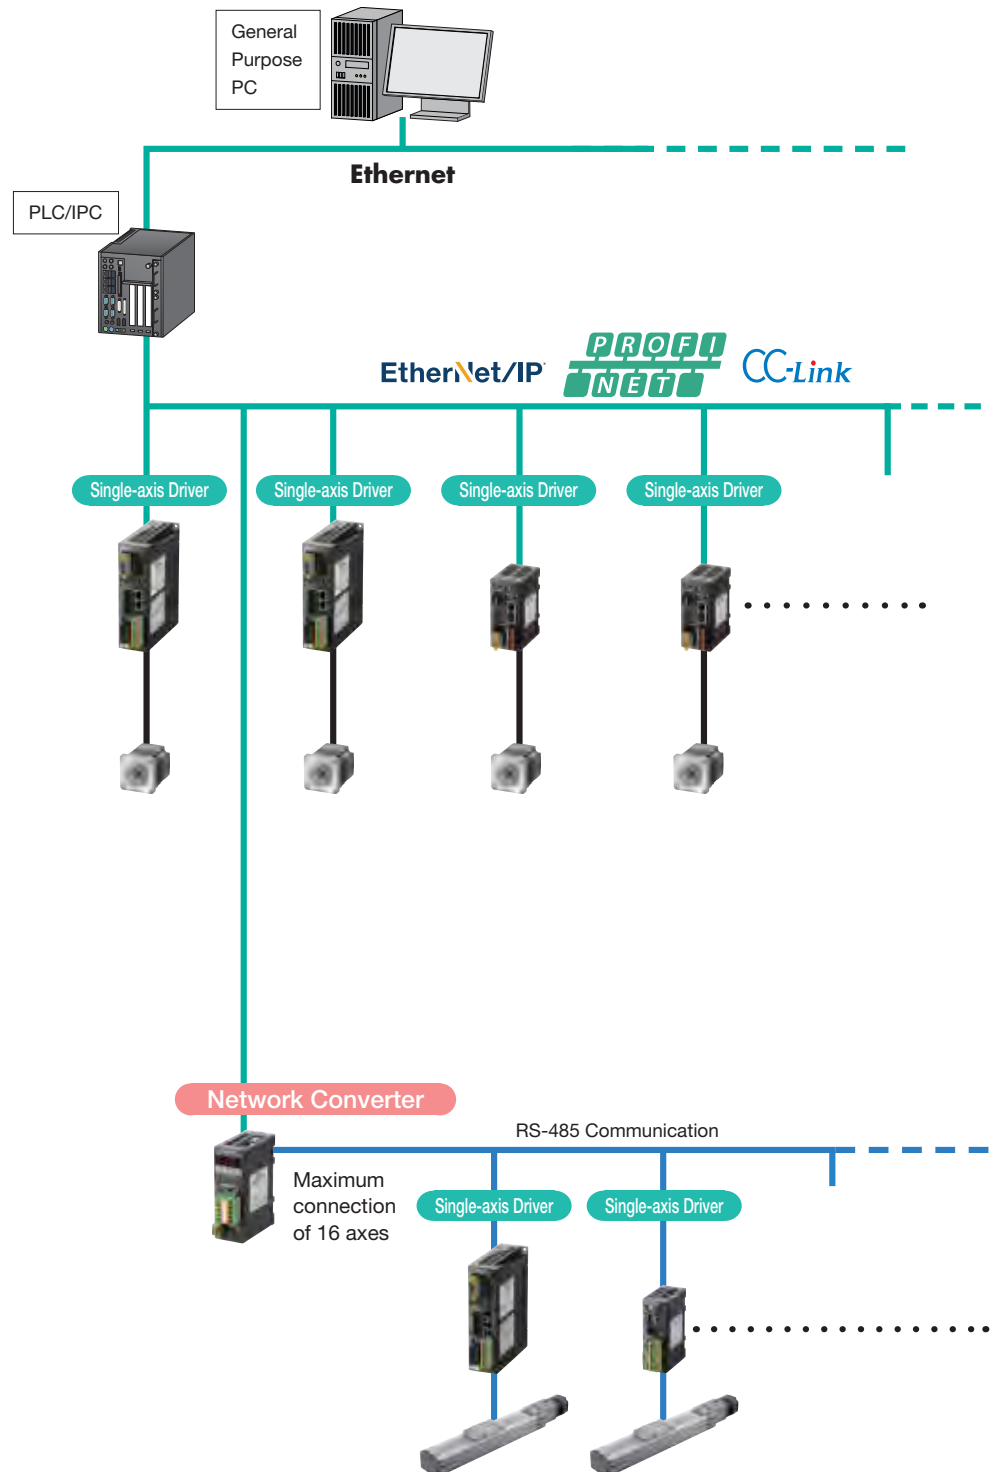 General
Purpose
PC
Ethernet
PLC/IPC
EtherNet/IP
PROFI
NET
CC-Link
Single-axis Driver
Single-axis Driver
Single-axis Driver
Single-axis Driver
Network Converter
RS-485 Communication
Maximum
connection
of 16 axes
Single-axis Driver
Single-axis Driver